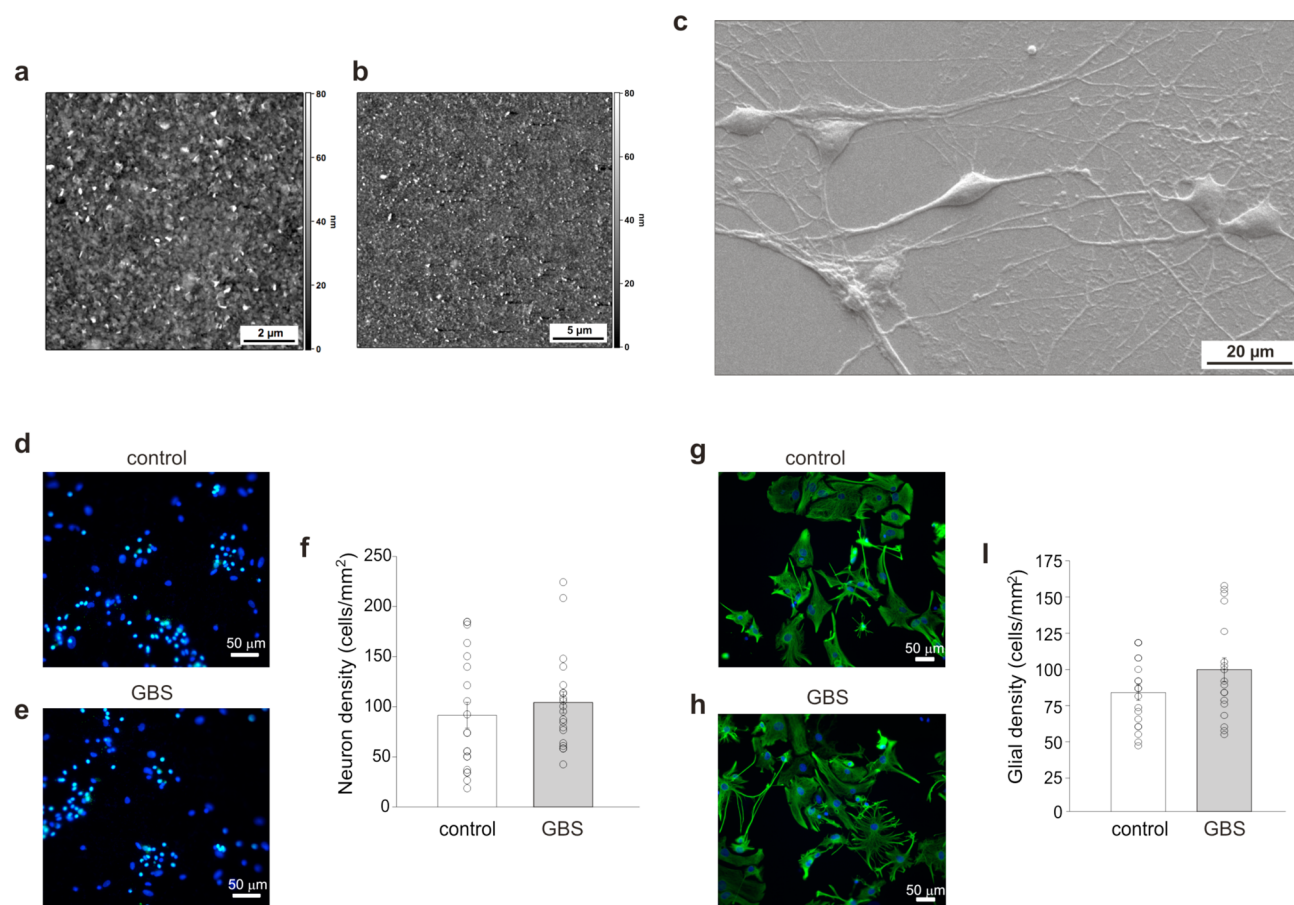 a
80
60
40
20
0
nm
2 µm
b
80
60
40
20
0
nm
5 µm
c
20 µm
d
control
50 µm
e
GBS
50 µm
f
Neuron density (cells/mm²)
250
200
150
100
50
0
control
GBS
g
control
50 µm
h
GBS
50 µm
I
Glial density (cells/mm²)
175
150
125
100
75
50
25
0
control
GBS